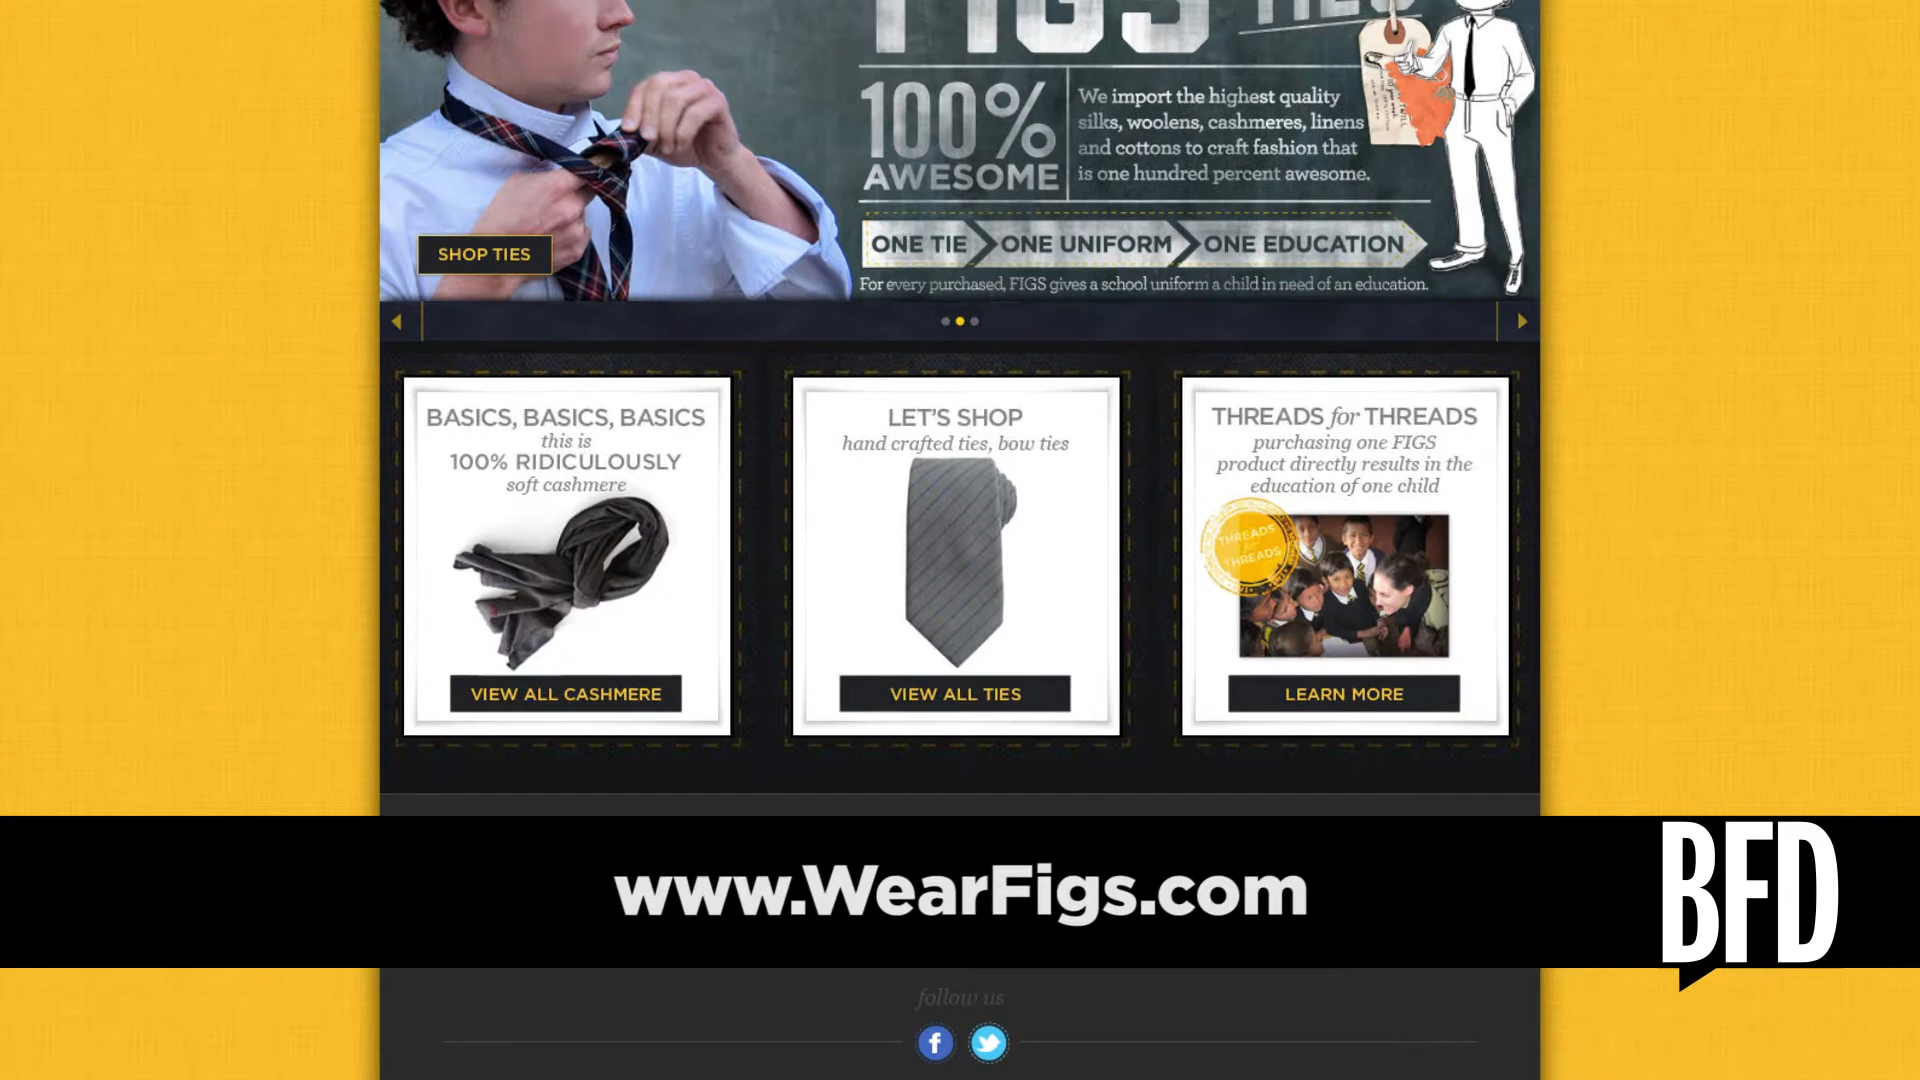 FIGS TIES
100%
AWESOME
We import the highest quality
silks, woolens, cashmeres, linens
and cottons to craft fashion that
is one hundred percent awesome.
SHOP TIES
ONE TIE ONE UNIFORM ONE EDUCATION
For every purchased, FIGS gives a school uniform a child in need of an education.
BASICS, BASICS, BASICS
this is
100% RIDICULOUSLY
soft cashmere
VIEW ALL CASHMERE
LET'S SHOP
hand crafted ties, bow ties
VIEW ALL TIES
THREADS for THREADS
purchasing one FIGS
product directly results in the
education of one child
THREADS
for
THREADS
LEARN MORE
www.WearFigs.com
BFD
follow us